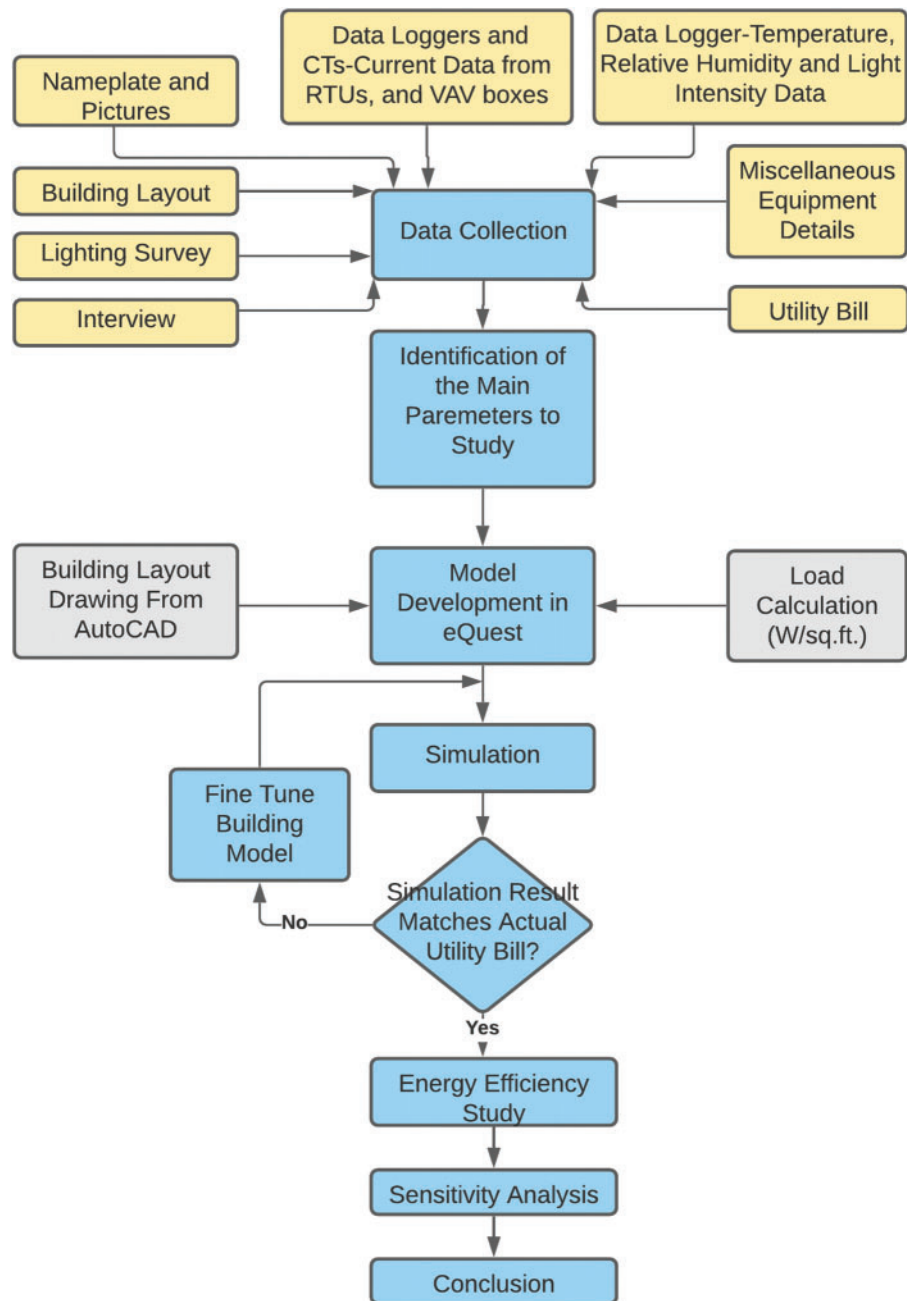 Nameplate and
Pictures
Data Loggers and
CTs-Current Data from
RTUs, and VAV boxes
Data Logger-Temperature,
Relative Humidity and Light
Intensity Data
Building Layout
Lighting Survey
Interview
Data Collection
Miscellaneous
Equipment
Details
Utility Bill
Identification of
the Main
Paremeters to
Study
Building Layout
Drawing From
AutoCAD
Model
Development in
eQuest
Load
Calculation
(W/sq.ft.)
Simulation
Fine Tune
Building
Model
Simulation Result
Matches Actual
Utility Bill?
No
Yes
Energy Efficiency
Study
Sensitivity Analysis
Conclusion